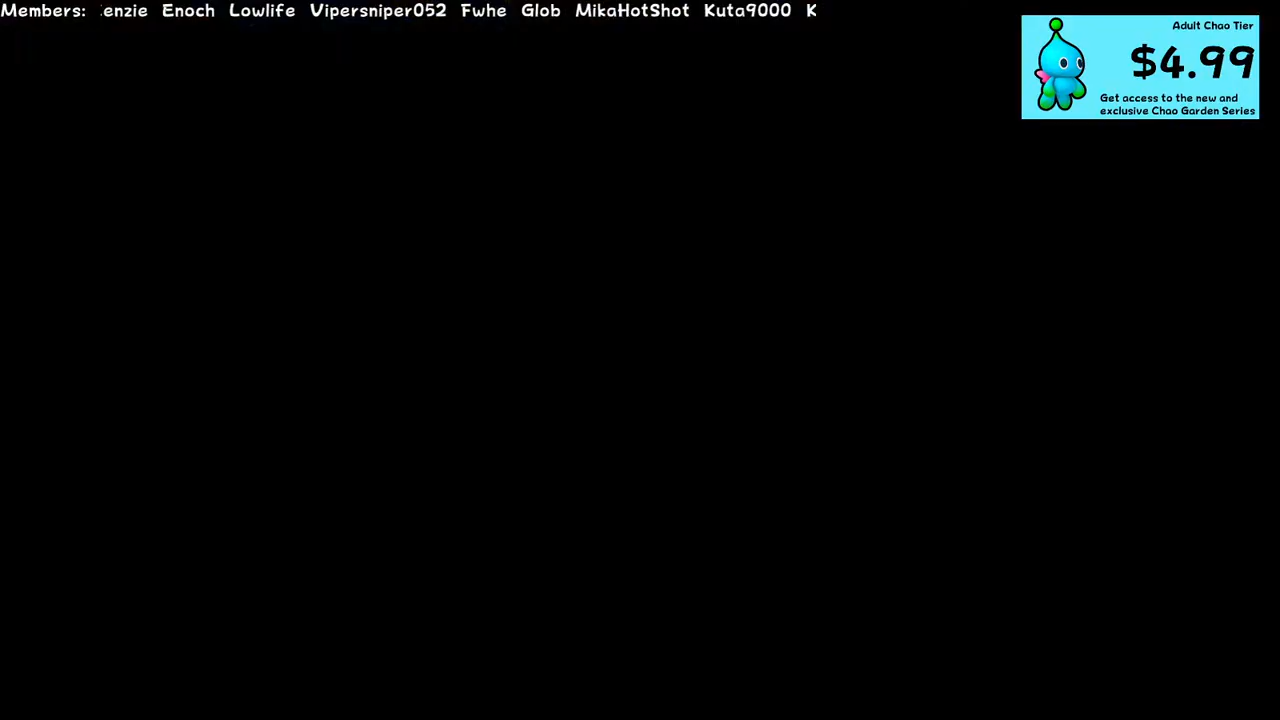 Members: enzie Enoch Lowlife Vipersniper052 Fwhe Glob MikaHotShot Kuta9000 K
Adult Chao Tier
$4.99
Get access to the new and
exclusive Chao Garden Series